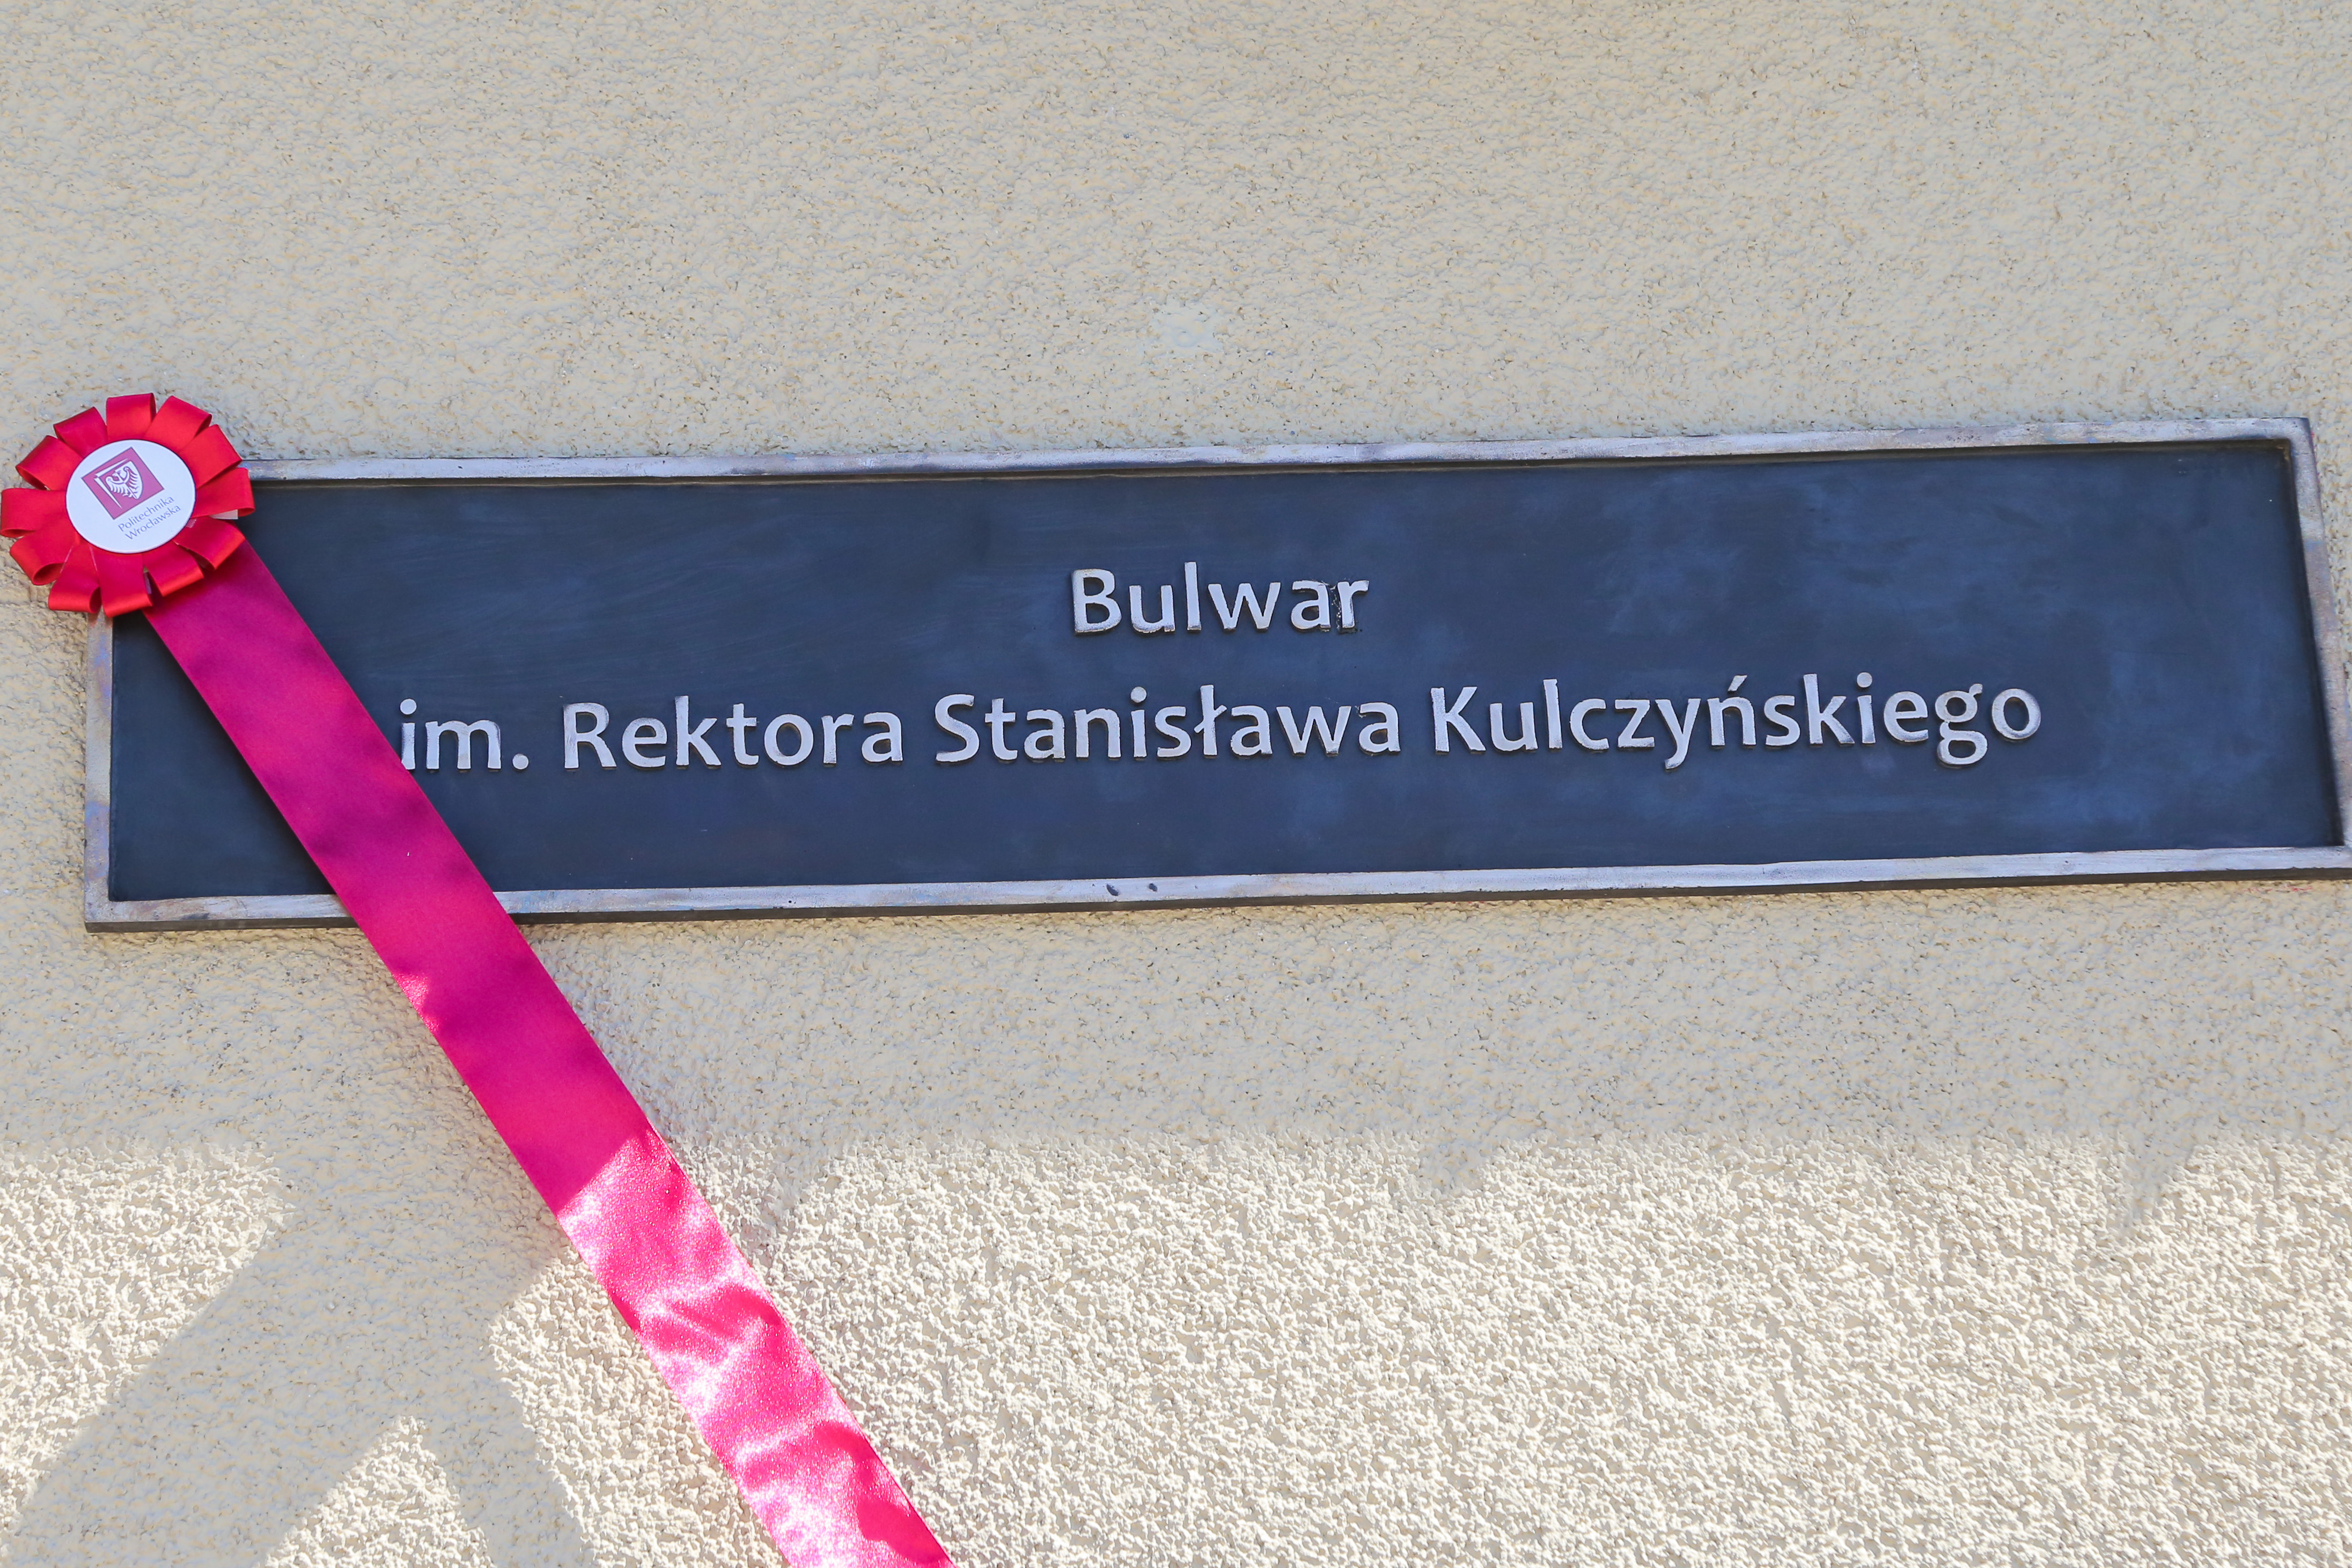 Bulwar
im. Rektora Stanisława Kulczyńskiego
Politechnika
Wrocławska